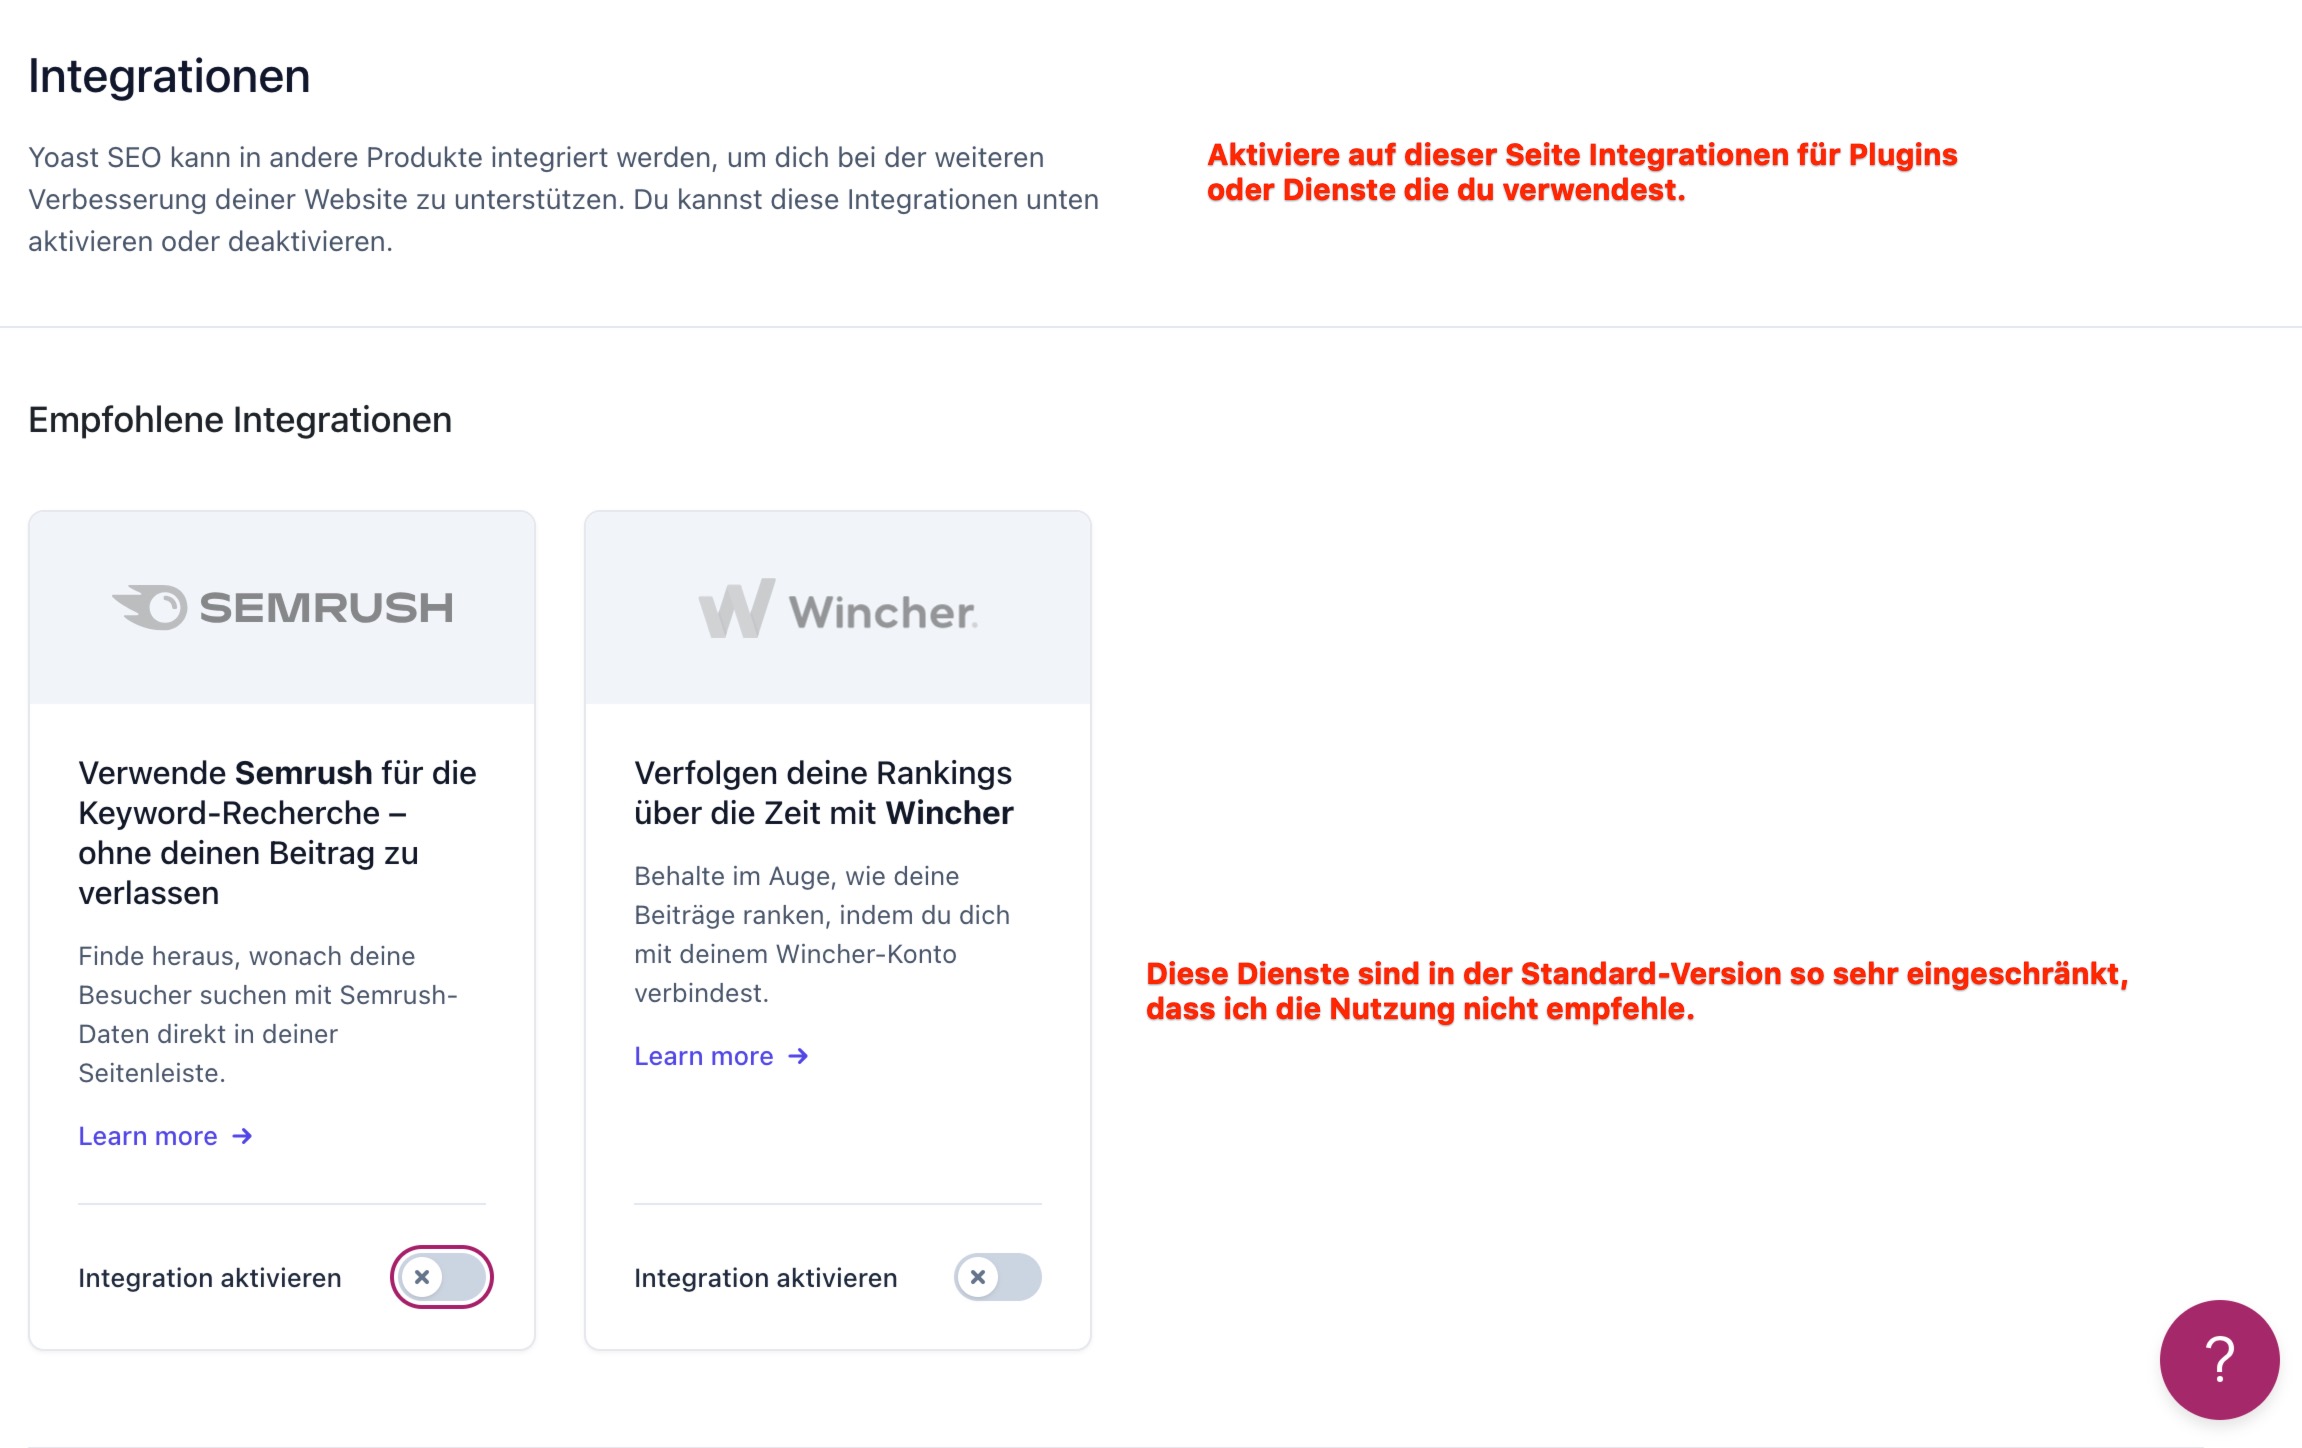 Integrationen
Yoast SEO kann in andere Produkte integriert werden, um dich bei der weiteren
Verbesserung deiner Website zu unterstützen. Du kannst diese Integrationen unten
aktivieren oder deaktivieren.
Aktiviere auf dieser Seite Integrationen für Plugins
oder Dienste die du verwendest.
Empfohlene Integrationen
SEMRUSH
Verwende Semrush für die
Keyword-Recherche –
ohne deinen Beitrag zu
verlassen
Finde heraus, wonach deine
Besucher suchen mit Semrush-
Daten direkt in deiner
Seitenleiste.
Learn more →
Integration aktivieren
Wincher.
Verfolgen deine Rankings
über die Zeit mit Wincher
Behalte im Auge, wie deine
Beiträge ranken, indem du dich
mit deinem Wincher-Konto
verbindest.
Learn more →
Integration aktivieren
Diese Dienste sind in der Standard-Version so sehr eingeschränkt,
dass ich die Nutzung nicht empfehle.
?